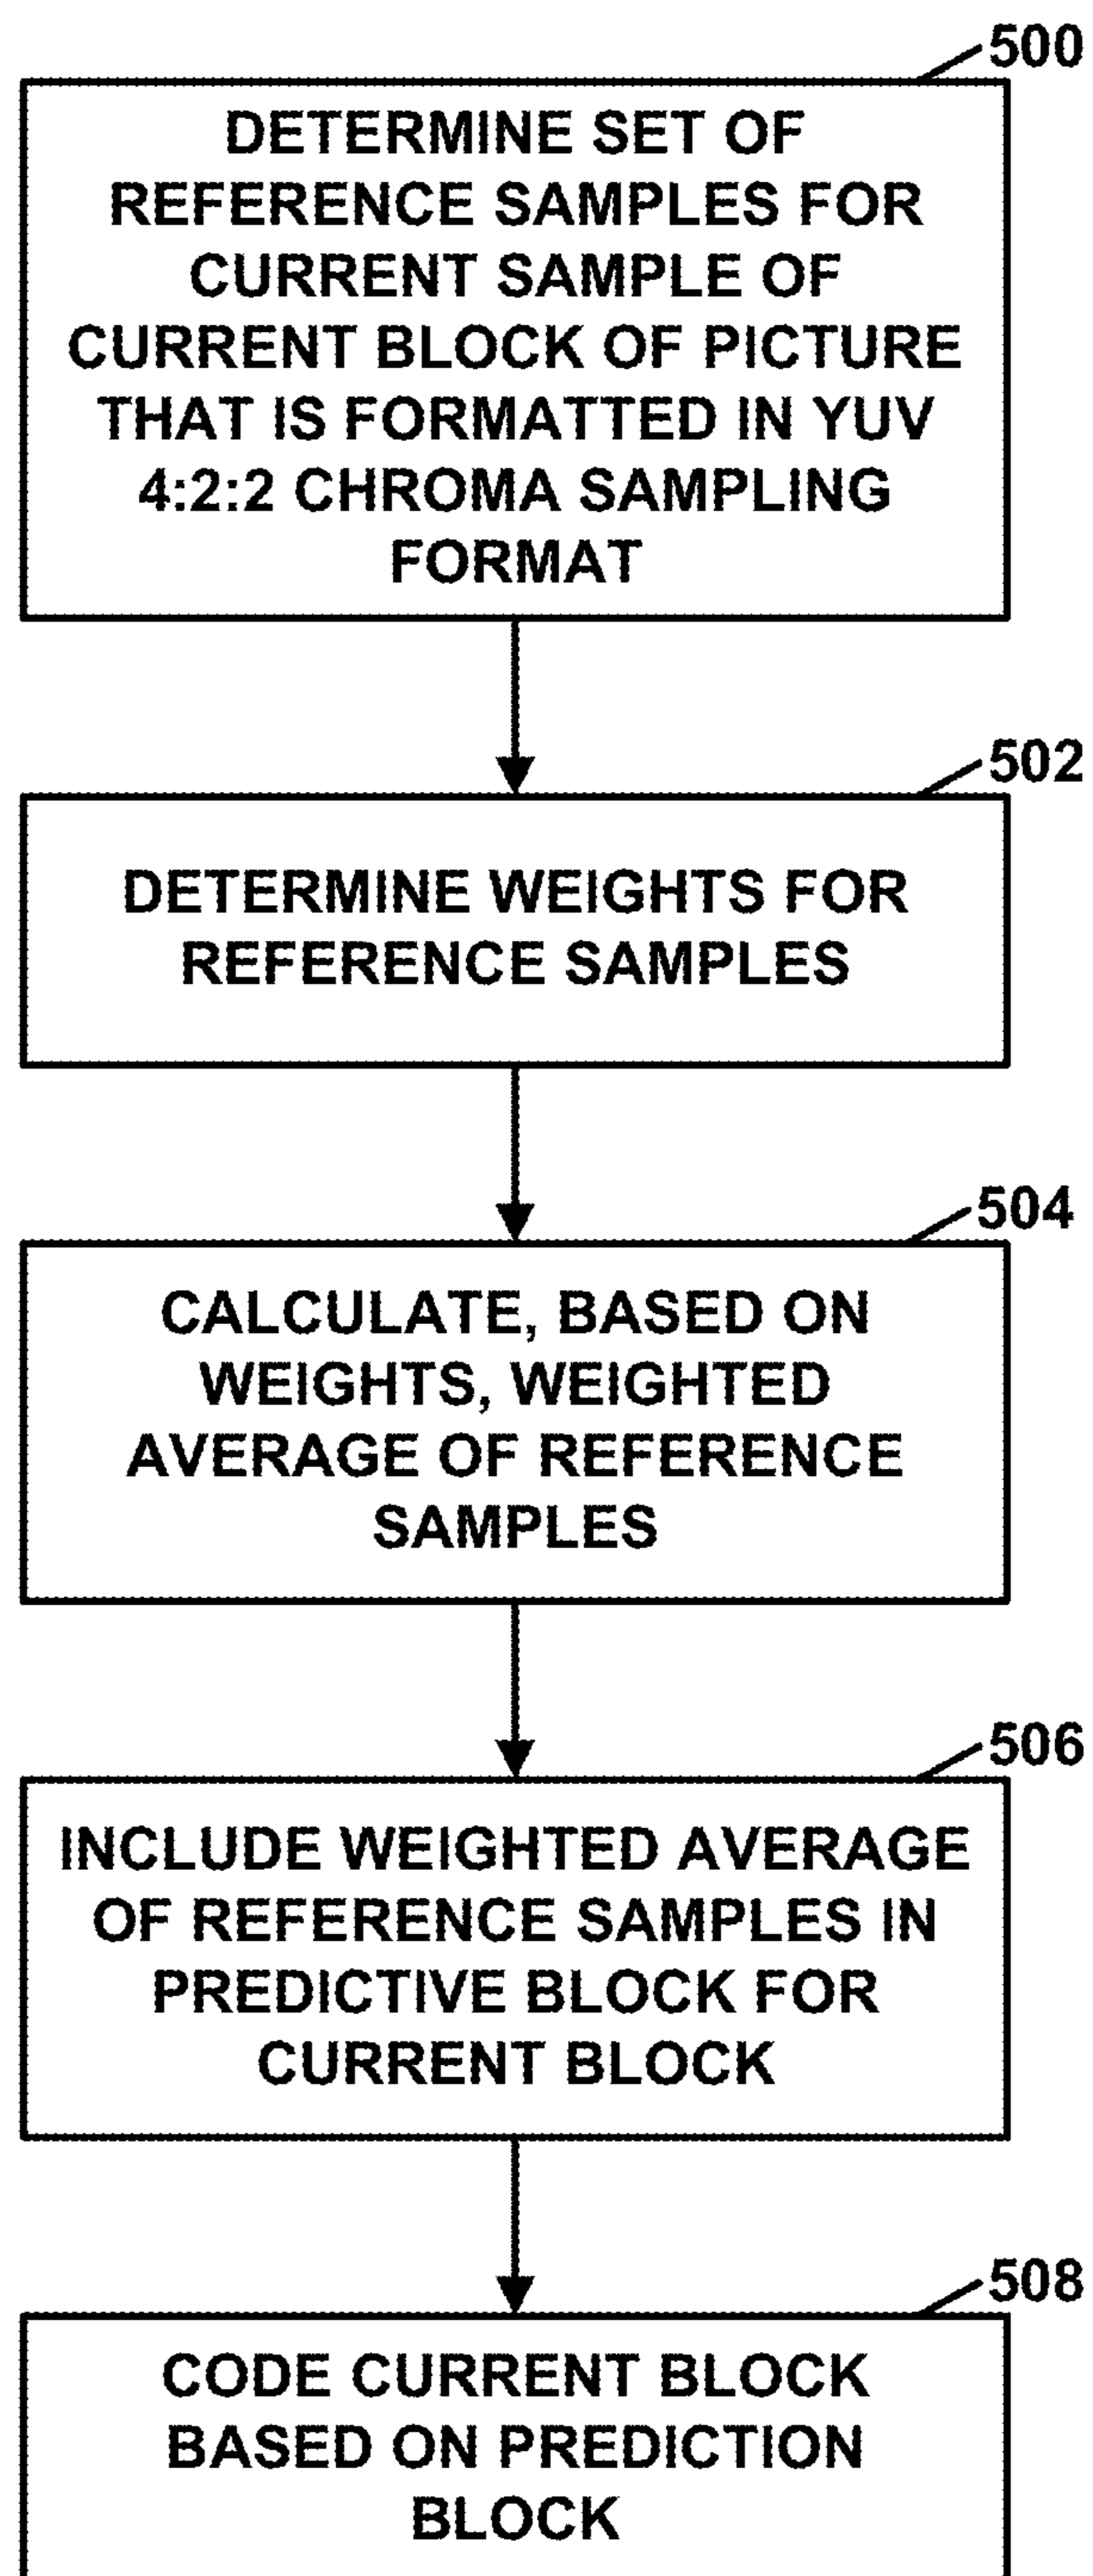 500
DETERMINE SET OF
REFERENCE SAMPLES FOR
CURRENT SAMPLE OF
CURRENT BLOCK OF PICTURE
THAT IS FORMATTED IN YUV
4:2:2 CHROMA SAMPLING
FORMAT
502
DETERMINE WEIGHTS FOR
REFERENCE SAMPLES
504
CALCULATE, BASED ON
WEIGHTS, WEIGHTED
AVERAGE OF REFERENCE
SAMPLES
506
INCLUDE WEIGHTED AVERAGE
OF REFERENCE SAMPLES IN
PREDICTIVE BLOCK FOR
CURRENT BLOCK
508
CODE CURRENT BLOCK
BASED ON PREDICTION
BLOCK